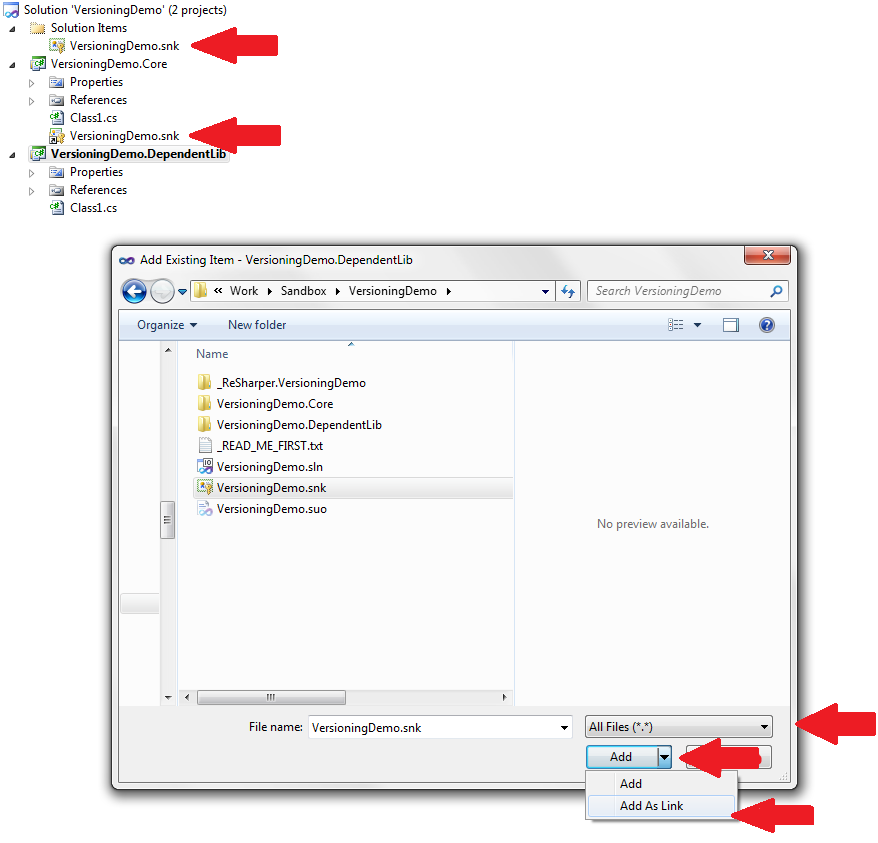 Solution 'VersioningDemo' (2 projects)
Solution Items
VersioningDemo.snk
VersioningDemo.Core
Properties
References
Class1.cs
VersioningDemo.snk
VersioningDemo.DependentLib
Properties
References
Class1.cs
Add Existing Item - VersioningDemo.DependentLib
« Work Sandbox VersioningDemo Search VersioningDemo
Organize New folder
Name
_ReSharper.VersioningDemo
VersioningDemo.Core
VersioningDemo.DependentLib
_READ_ME_FIRST.txt
VersioningDemo.sln
VersioningDemo.snk
VersioningDemo.suo
No preview available.
File name: VersioningDemo.snk All Files (*.*)
Add
Add
Add As Link